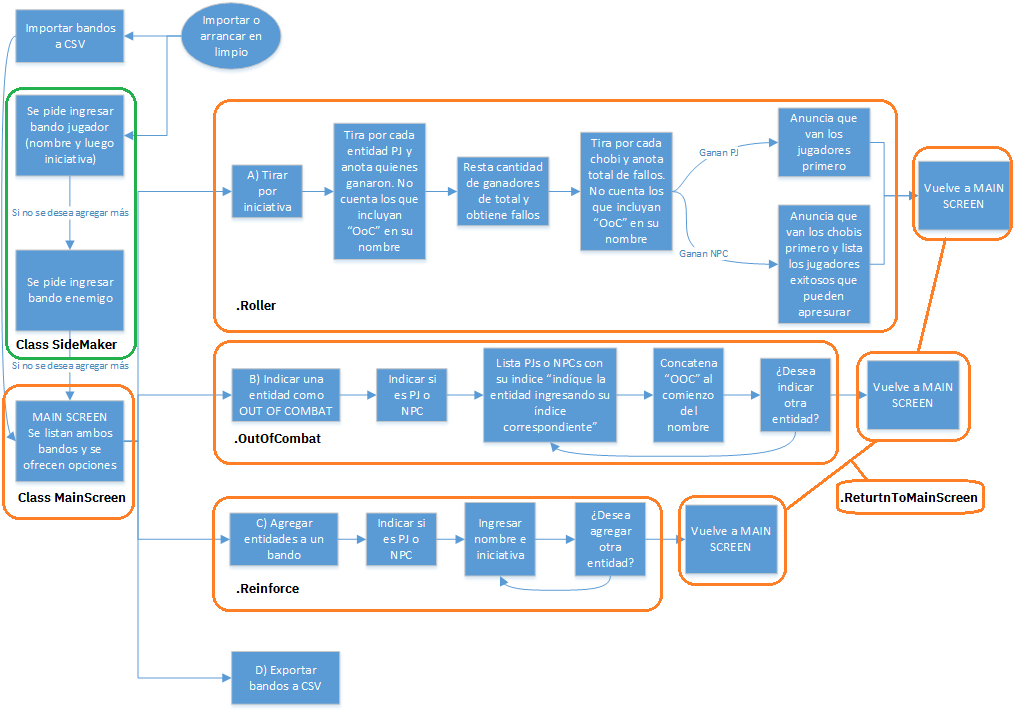 Importar bandos
a CSV
Importar o
arrancar en
limpio
Se pide ingresar
bando jugador
(nombre y luego
iniciativa)
Si no se desea agregar más
Se pide ingresar
bando enemigo
Class SideMaker
Si no se desea agregar más
MAIN SCREEN
Se listan ambos
bandos y se
ofrecen opciones
Class MainScreen
A) Tirar
por
iniciativa
Tira por cada
entidad PJ y
anota quienes
ganaron. No
cuenta los que
incluyan
“OoC” en su
nombre
Resta cantidad
de ganadores
de total y
obtiene fallos
Tira por cada
chobi y anota
total de fallos.
No cuenta los
que incluyan
“OoC” en su
nombre
Ganan PJ
Ganan NPC
Anuncia que
van los
jugadores
primero
Anuncia que
van los chobis
primero y lista
los jugadores
exitosos que
pueden
apresurar
.Roller
Vuelve a MAIN
SCREEN
B) Indicar una
entidad como
OUT OF COMBAT
Indicar si
es PJ o
NPC
Lista PJs o NPCs con
su indice “indíque la
entidad ingresando su
índice
correspondiente”
Concatena
“OOC” al
comienzo
del
nombre
¿Desea
indicar
otra
entidad?
.OutOfCombat
Vuelve a MAIN
SCREEN
.ReturtnToMainScreen
C) Agregar
entidades a un
bando
Indicar si
es PJ o
NPC
Ingresar
nombre e
iniciativa
¿Desea
agregar
otra
entidad?
.Reinforce
Vuelve a MAIN
SCREEN
D) Exportar
bandos a CSV